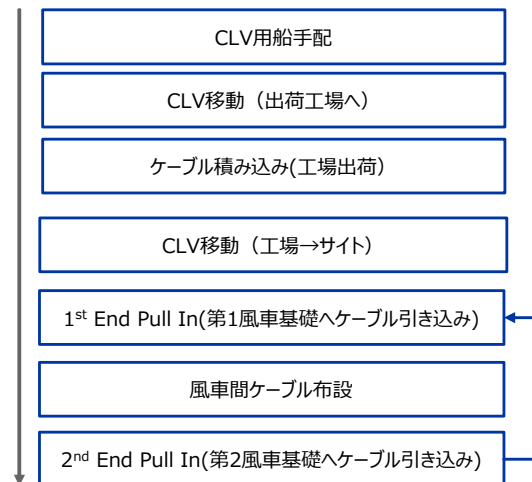 CLV用船手配
CLV移動（出荷工場へ）
ケーブル積み込み(工場出荷）
CLV移動（工場→サイト）
1st End Pull In(第1風車基礎へケーブル引き込み)
風車間ケーブル布設
2nd End Pull In(第2風車基礎へケーブル引き込み)